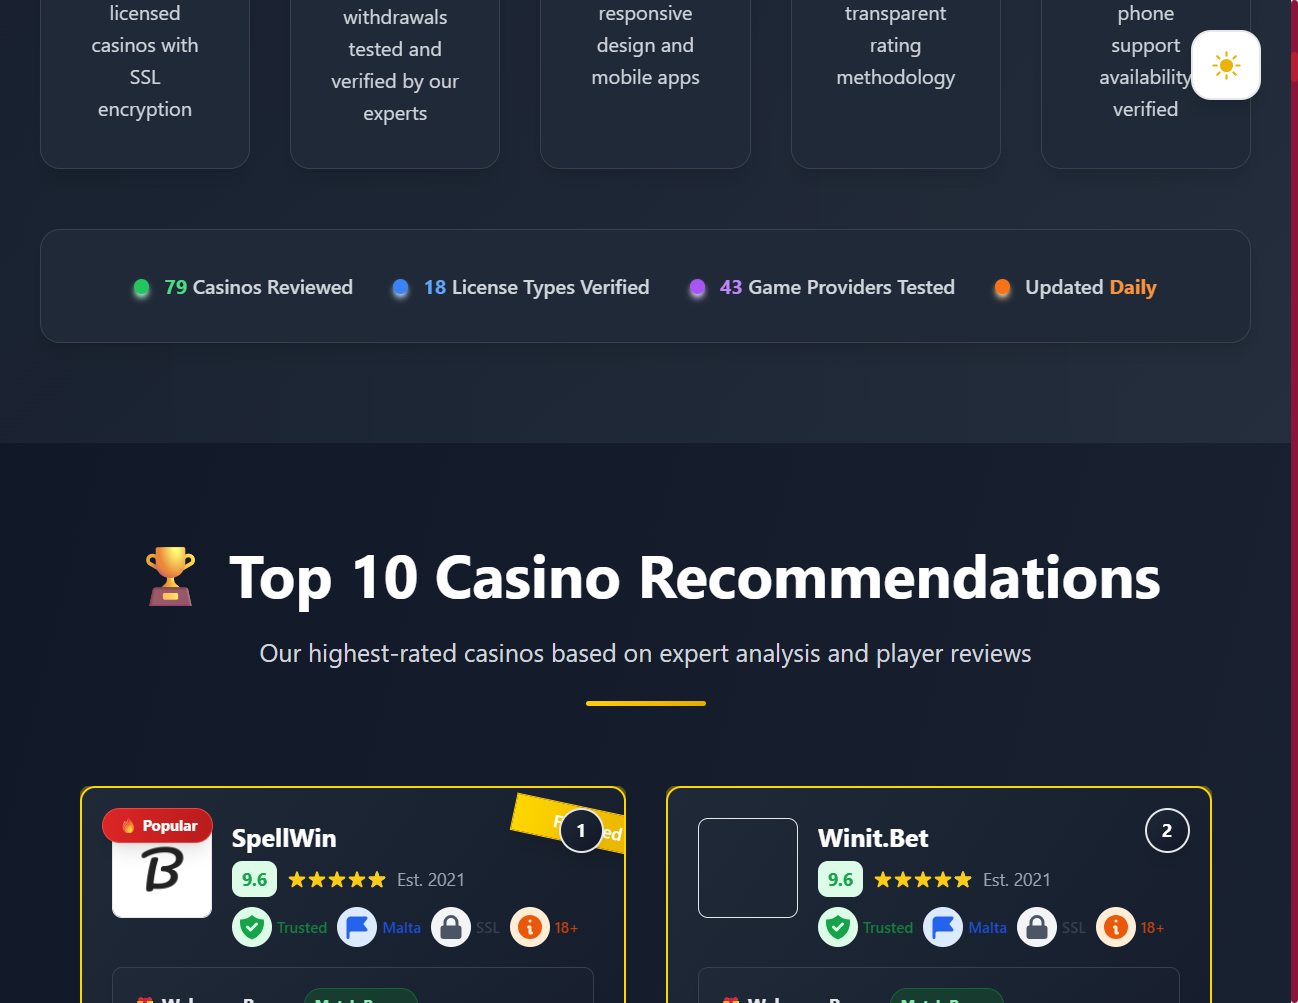 licensed
casinos with
SSL
encryption
withdrawals
tested and
verified by our
experts
responsive
design and
mobile apps
transparent
rating
methodology
phone
support
availability
verified
79 Casinos Reviewed
18 License Types Verified
43 Game Providers Tested
Updated Daily
Top 10 Casino Recommendations
Our highest-rated casinos based on expert analysis and player reviews
Popular
B
SpellWin
1
9.6 Est. 2021
Trusted Malta SSL 18+
Winit.Bet
2
9.6 Est. 2021
Trusted Malta SSL 18+